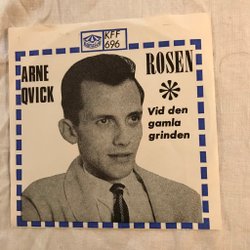 KFF
696
ARNE
QVICK
ROSEN
Vid den
gamla
grinden